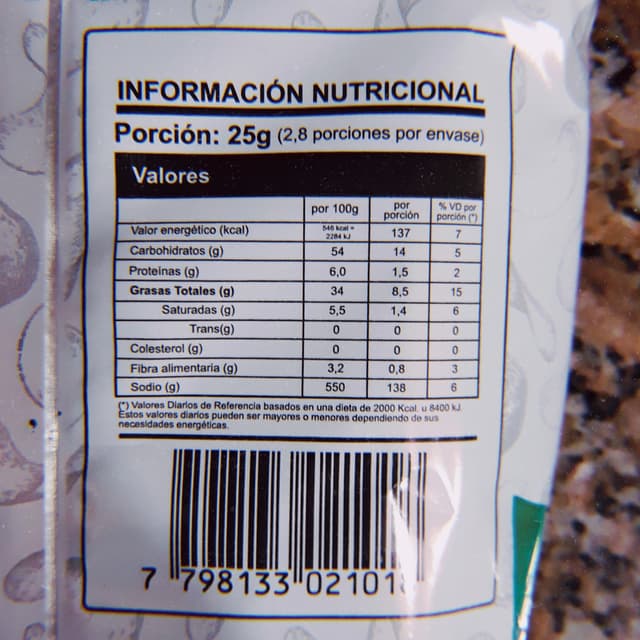 INFORMACIÓN NUTRICIONAL
Porción: 25g (2,8 porciones por envase)
Valores
por 100g por porción % VD por porción (*)
Valor energético (kcal) 546 kcal = 2284 kJ 137 7
Carbohidratos (g) 54 14 5
Proteínas (g) 6,0 1,5 2
Grasas Totales (g) 34 8,5 15
Saturadas (g) 5,5 1,4 6
Trans(g) 0 0 0
Colesterol (g) 0 0 0
Fibra alimentaria (g) 3,2 0,8 3
Sodio (g) 550 138 6
(*) Valores Diarios de Referencia basados en una dieta de 2000 Kcal. u 8400 kJ.
Estos valores diarios pueden ser mayores o menores dependiendo de sus
necesidades energéticas.
7 798133 02101